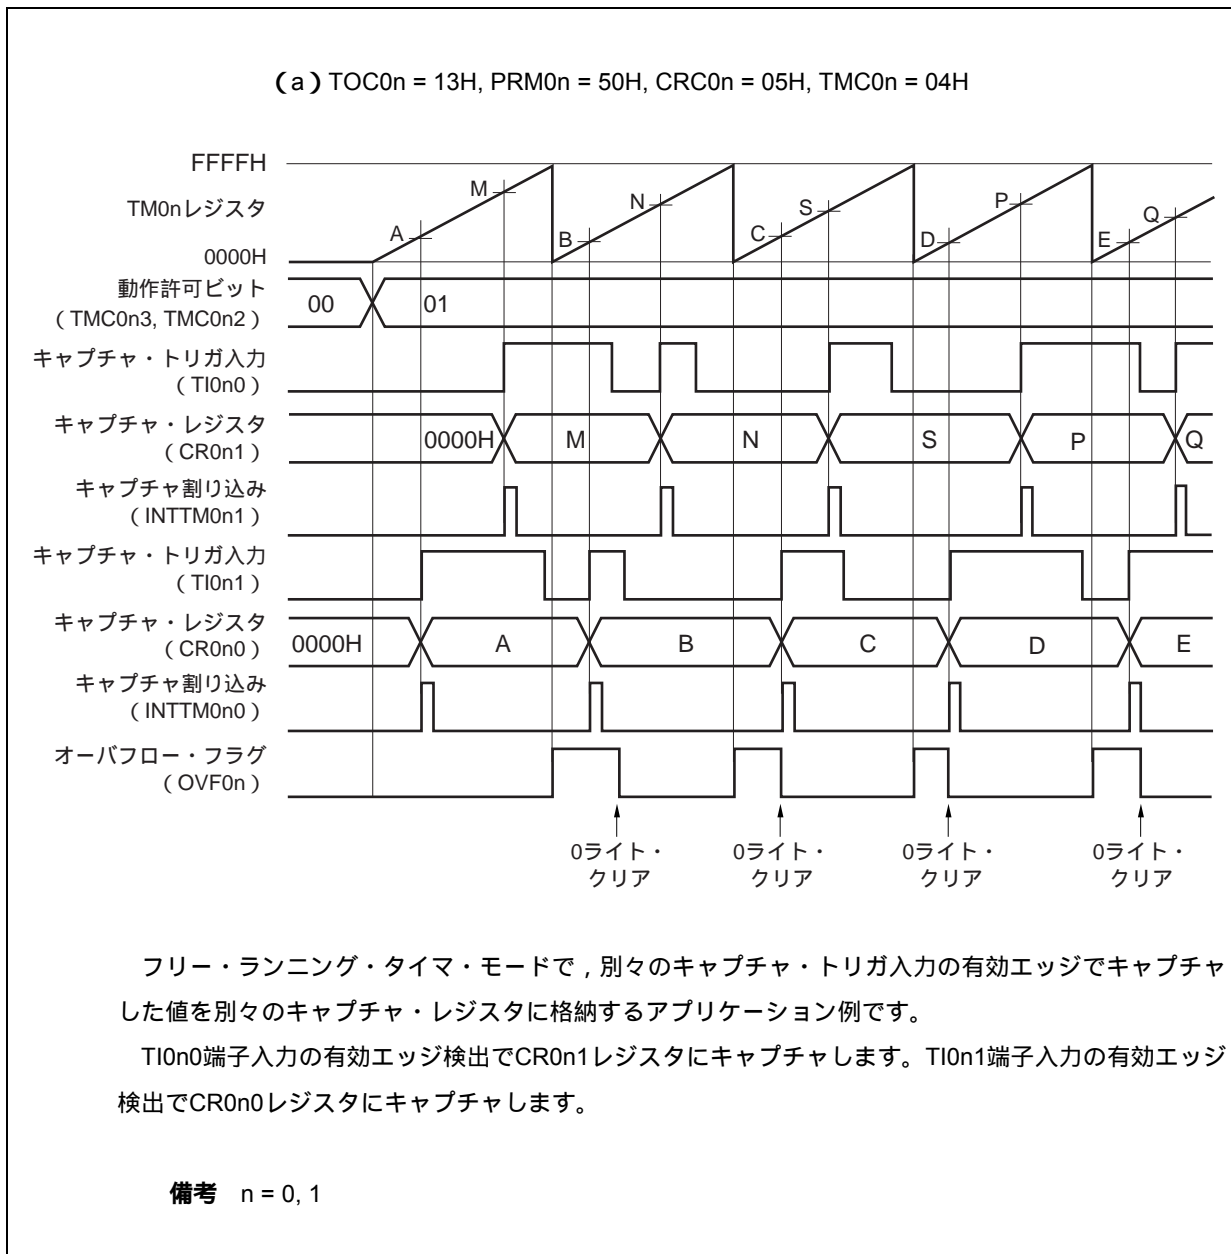 (a) TOC0n = 13H, PRM0n = 50H, CRC0n = 05H, TMC0n = 04H
FFFFH
TM0nレジスタ
0000H
A M B N C S D P E Q
動作許可ビット
(TMC0n3, TMC0n2)
00 01
キャプチャ・トリガ入力
(TI0n0)
キャプチャ・レジスタ
(CR0n1)
0000H M N S P Q
キャプチャ割り込み
(INTTM0n1)
キャプチャ・トリガ入力
(TI0n1)
キャプチャ・レジスタ
(CR0n0)
0000H A B C D E
キャプチャ割り込み
(INTTM0n0)
オーバフロー・フラグ
(OVF0n)
0ライト・ 0ライト・ 0ライト・ 0ライト・
クリア クリア クリア クリア
フリー・ランニング・タイマ・モードで,別々のキャプチャ・トリガ入力の有効エッジでキャプチャ
した値を別々のキャプチャ・レジスタに格納するアプリケーション例です。
TI0n0端子入力の有効エッジ検出でCR0n1レジスタにキャプチャします。TI0n1端子入力の有効エッジ
検出でCR0n0レジスタにキャプチャします。
備考 n = 0, 1